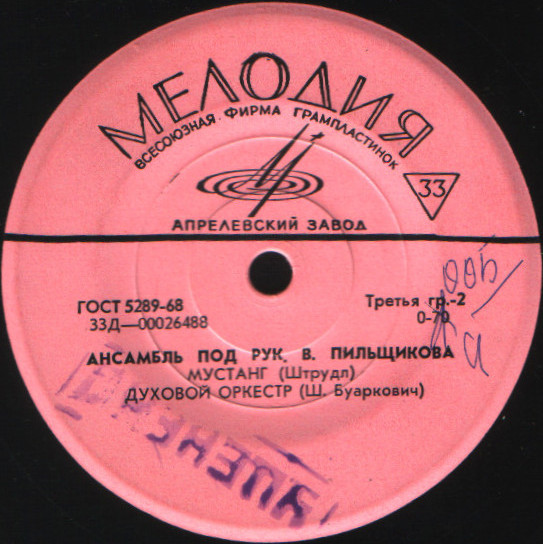 МЕЛОДИЯ
ВСЕСОЮЗНАЯ ФИРМА ГРАМПЛАСТИНОК
33
АПРЕЛЕВСКИЙ ЗАВОД
ГОСТ 5289-68
Третья гр.-2
33Д—00026488
0-70
АНСАМБЛЬ ПОД РУК. В. ПИЛЬЩИКОВА
МУСТАНГ (Штрудл)
ДУХОВОЙ ОРКЕСТР (Ш. Буаркович)